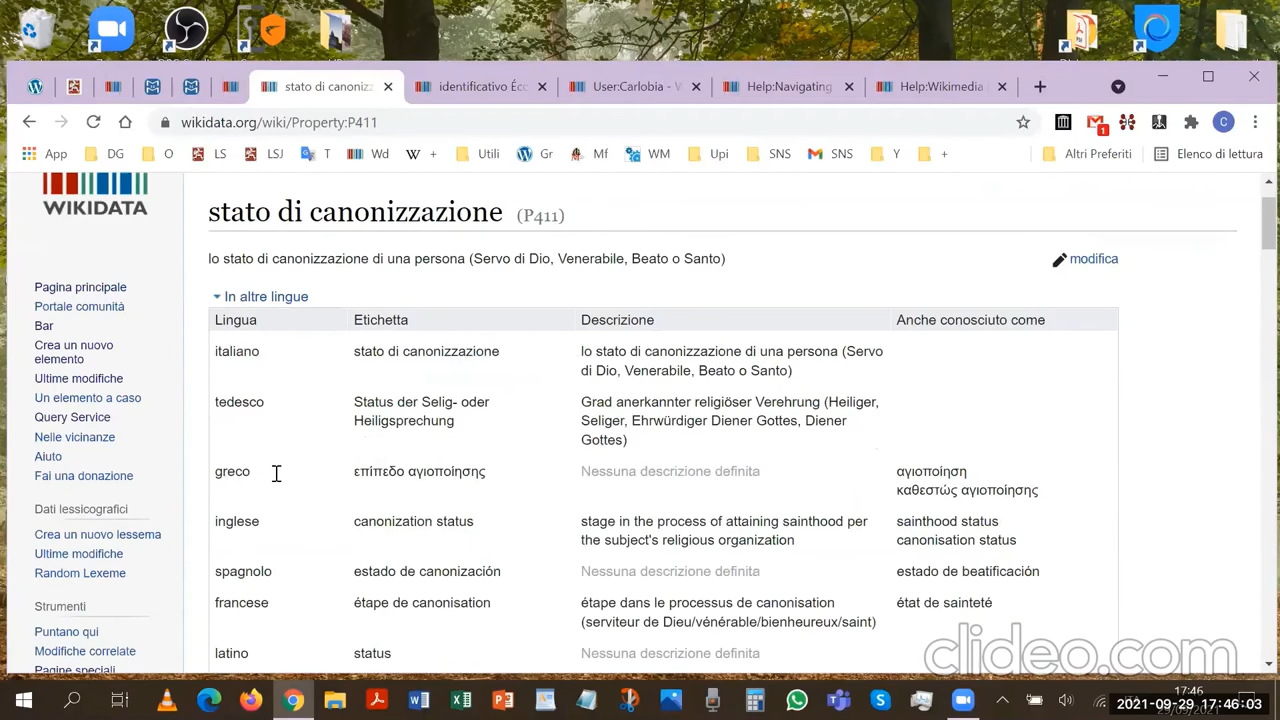 stato di canonizz
identificativo Ecc
User:Carlobia - W
Help:Navigating
Help:Wikimedia
wikidata.org/wiki/Property:P411
C
1
App DG O LS LSJ T Wd W + Utili Gr Mf WM Upi SNS SNS Y + Altri Preferiti Elenco di lettura
WIKIDATA
Pagina principale
Portale comunità
Bar
Crea un nuovo
elemento
Ultime modifiche
Un elemento a caso
Query Service
Nelle vicinanze
Aiuto
Fai una donazione
Dati lessicografici
Crea un nuovo lessema
Ultime modifiche
Random Lexeme
Strumenti
Puntano qui
Modifiche correlate
Pagine speciali
stato di canonizzazione (P411)
lo stato di canonizzazione di una persona (Servo di Dio, Venerabile, Beato o Santo)
modifica
In altre lingue
Lingua Etichetta Descrizione Anche conosciuto come
italiano stato di canonizzazione lo stato di canonizzazione di una persona (Servo
di Dio, Venerabile, Beato o Santo)
tedesco Status der Selig- oder Grad anerkannter religiöser Verehrung (Heiliger,
Heiligsprechung Seliger, Ehrwürdiger Diener Gottes, Diener
Gottes)
greco επίπεδο αγιοποίησης Nessuna descrizione definita αγιοποίηση
καθεστώς αγιοποίησης
inglese canonization status stage in the process of attaining sainthood per sainthood status
the subject's religious organization canonisation status
spagnolo estado de canonización Nessuna descrizione definita estado de beatificación
francese étape de canonisation étape dans le processus de canonisation état de sainteté
(serviteur de Dieu/vénérable/bienheureux/saint)
latino status Nessuna descrizione definita
clideo.com
17:46
2021-09-29 17:46:03